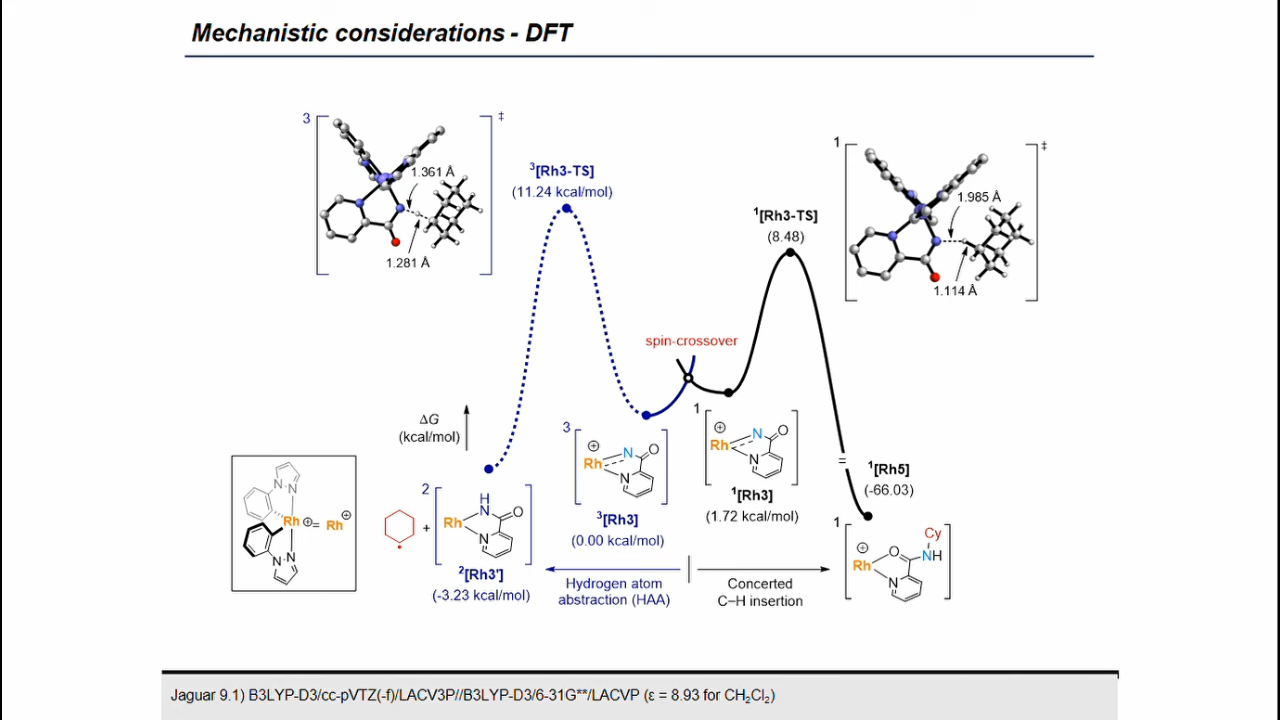 Mechanistic considerations - DFT
3
‡
1.361 Å
1.281 Å
3[Rh3-TS]
(11.24 kcal/mol)
1[Rh3-TS]
(8.48)
1
‡
1.985 Å
1.114 Å
spin-crossover
ΔG
(kcal/mol)
3
⊕
N
O
Rh
N
3[Rh3]
(0.00 kcal/mol)
1
⊕
N
O
Rh
N
1[Rh3]
(1.72 kcal/mol)
=
1[Rh5]
(-66.03)
N
N
Rh ⊕ = Rh ⊕
N
N
+
2
H
N
O
Rh
N
2[Rh3']
(-3.23 kcal/mol)
Hydrogen atom
abstraction (HAA)
Concerted
C–H insertion
1
Cy
⊕
O
NH
Rh
N
Jaguar 9.1) B3LYP-D3/cc-pVTZ(-f)/LACV3P//B3LYP-D3/6-31G**/LACVP (ε = 8.93 for CH2Cl2)